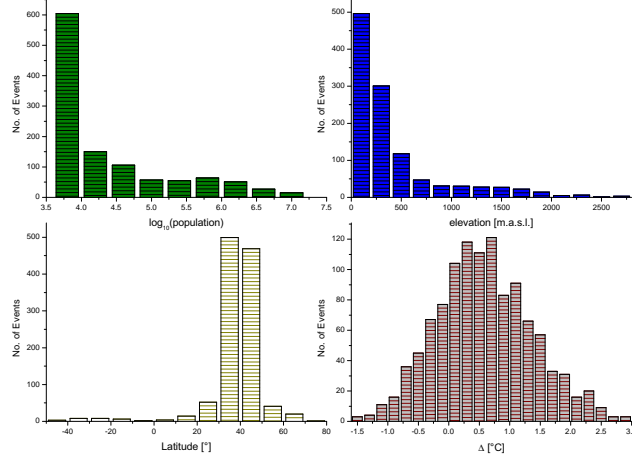 600
500
400
300
200
100
0
No. of Events
3.5 4.0 4.5 5.0 5.5 6.0 6.5 7.0 7.5
log10(population)
500
400
300
200
100
0
No. of Events
0 500 1000 1500 2000 2500
elevation [m.a.s.l.]
500
400
300
200
100
0
No. of Events
-40 -20 0 20 40 60 80
Latitude [°]
120
100
80
60
40
20
0
No. of Events
-1.5 -1.0 -0.5 0.0 0.5 1.0 1.5 2.0 2.5 3.0
Δ [°C]